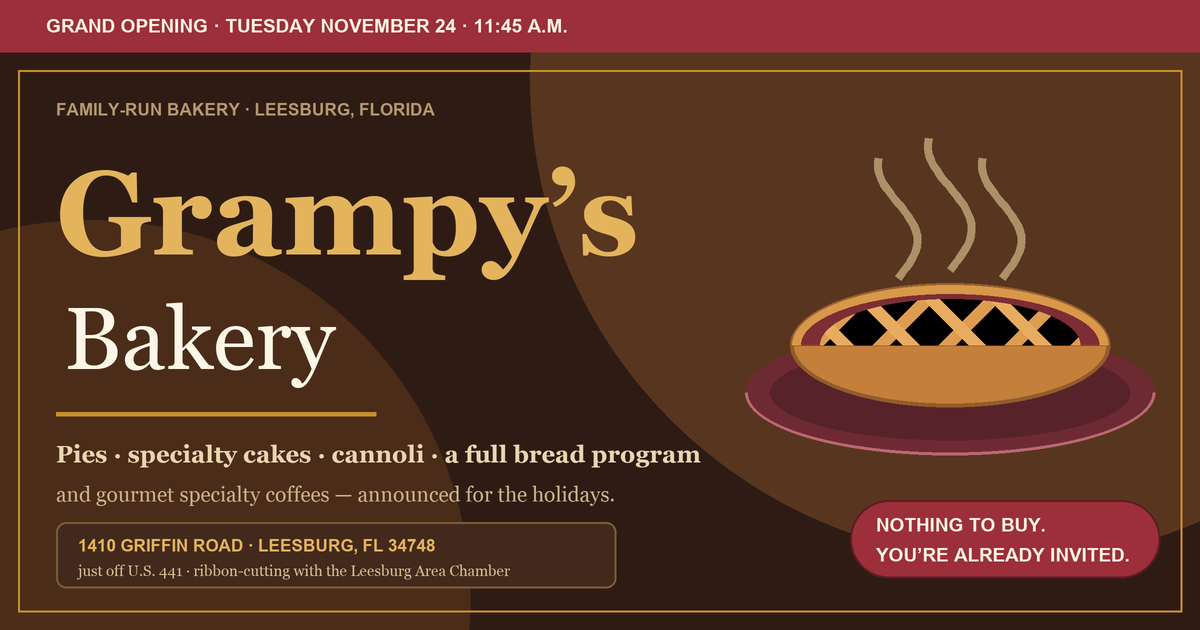 GRAND OPENING · TUESDAY NOVEMBER 24 · 11:45 A.M.
FAMILY-RUN BAKERY · LEESBURG, FLORIDA
Grampy’s
Bakery
Pies · specialty cakes · cannoli · a full bread program
and gourmet specialty coffees — announced for the holidays.
1410 GRIFFIN ROAD · LEESBURG, FL 34748
just off U.S. 441 · ribbon-cutting with the Leesburg Area Chamber
NOTHING TO BUY.
YOU’RE ALREADY INVITED.